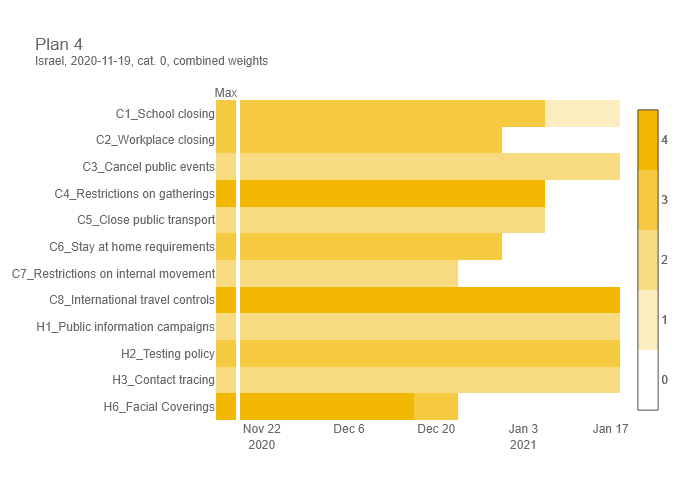 Plan 4
Israel, 2020-11-19, cat. 0, combined weights
Max
C1_School closing
C2_Workplace closing
C3_Cancel public events
C4_Restrictions on gatherings
C5_Close public transport
C6_Stay at home requirements
C7_Restrictions on internal movement
C8_International travel controls
H1_Public information campaigns
H2_Testing policy
H3_Contact tracing
H6_Facial Coverings
Nov 22 Dec 6 Dec 20 Jan 3 Jan 17
2020 2021
4
3
2
1
0